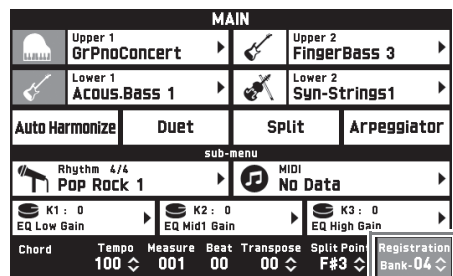 MAIN
Upper 1
GrPnoConcert
Upper 2
FingerBass 3
Lower 1
Acous.Bass 1
Lower 2
Syn-Strings1
Auto Harmonize Duet Split Arpeggiator
sub-menu
Rhythm 4/4
Pop Rock 1
MIDI
No Data
K1: 0
EQ Low Gain
K2: 0
EQ Mid1 Gain
K3: 0
EQ High Gain
Chord Tempo Measure Beat Transpose Split Point Registration
100 001 00 00 F#3 Bank-04